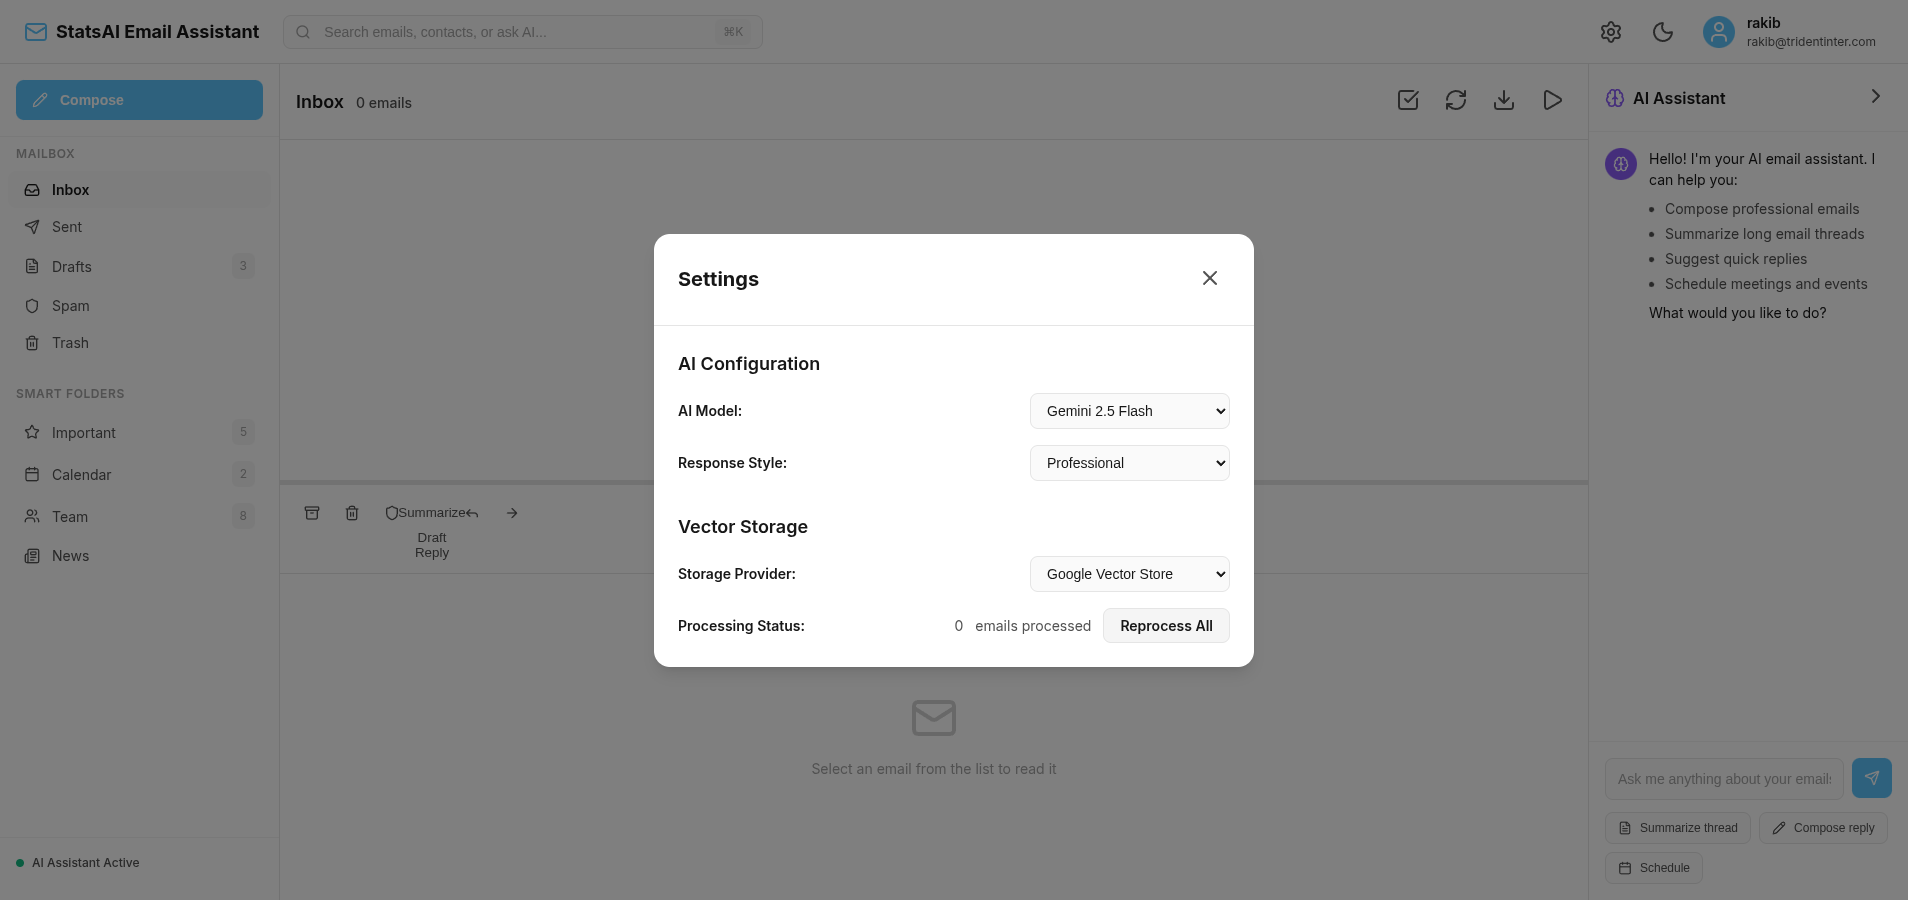 StatsAI Email Assistant
Search emails, contacts, or ask AI...
⌘K
rakib
rakib@tridentinter.com
Compose
MAILBOX
Inbox
Sent
Drafts 3
Spam
Trash
SMART FOLDERS
Important 5
Calendar 2
Team 8
News
AI Assistant Active
Inbox 0 emails
Summarize
Draft
Reply
Select an email from the list to read it
Settings
AI Configuration
AI Model: Gemini 2.5 Flash
Response Style: Professional
Vector Storage
Storage Provider: Google Vector Store
Processing Status: 0 emails processed Reprocess All
AI Assistant
Hello! I'm your AI email assistant. I
can help you:
• Compose professional emails
• Summarize long email threads
• Suggest quick replies
• Schedule meetings and events
What would you like to do?
Ask me anything about your emails
Summarize thread
Compose reply
Schedule